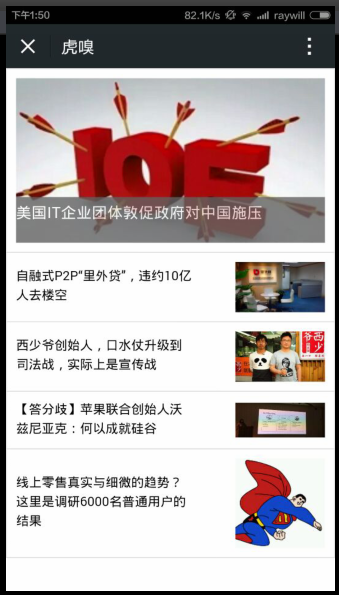 下午1:50
82.1K/s
raywill
虎嗅
IOE
美国IT企业团体敦促政府对中国施压
自融式P2P“里外贷”，违约10亿
人去楼空
西少爷创始人，口水仗升级到
司法战，实际上是宣传战
西少
爷
【答分歧】苹果联合创始人沃
兹尼亚克：何以成就硅谷
线上零售真实与细微的趋势？
这里是调研6000名普通用户的
结果